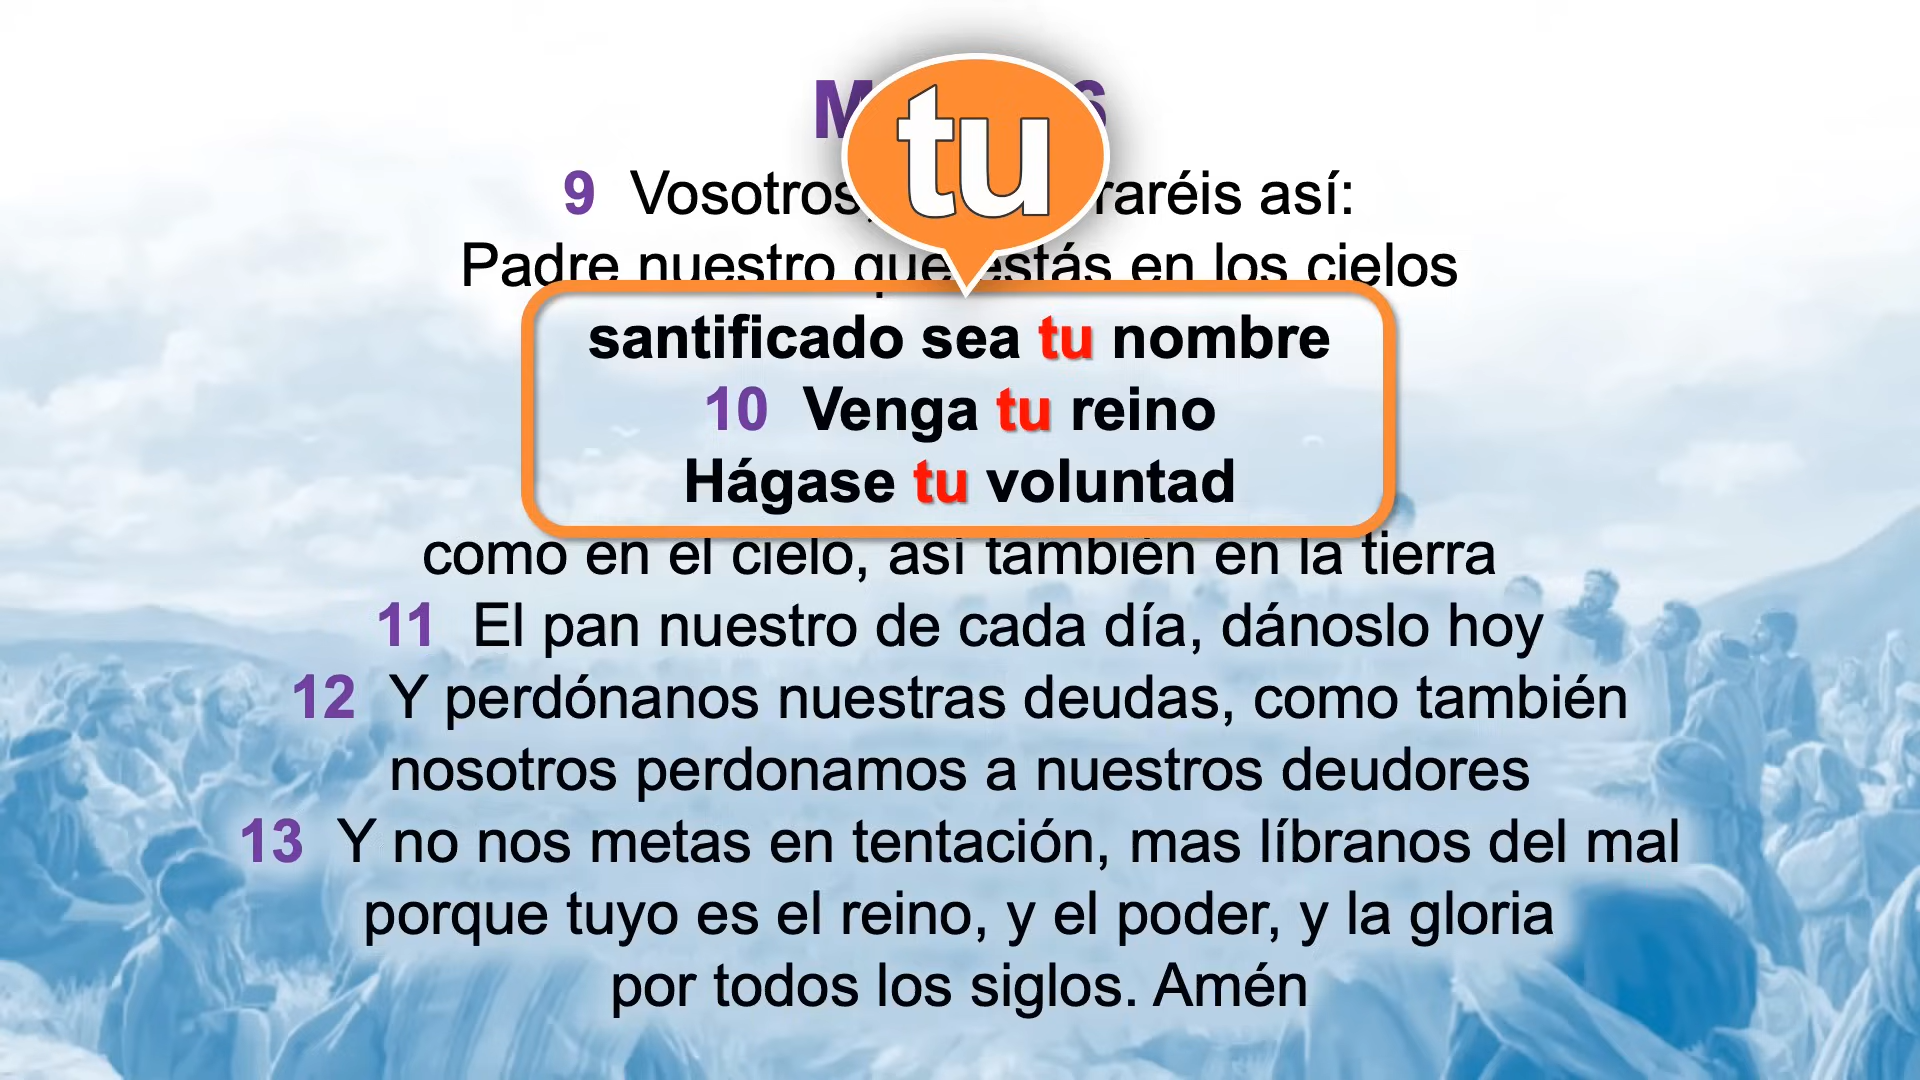 tu
6
9 Vosotros, raréis así:
Padre nuestro que estás en los cielos
santificado sea tu nombre
10 Venga tu reino
Hágase tu voluntad
como en el cielo, así también en la tierra
11 El pan nuestro de cada día, dánoslo hoy
12 Y perdónanos nuestras deudas, como también
nosotros perdonamos a nuestros deudores
13 Y no nos metas en tentación, mas líbranos del mal
porque tuyo es el reino, y el poder, y la gloria
por todos los siglos. Amén